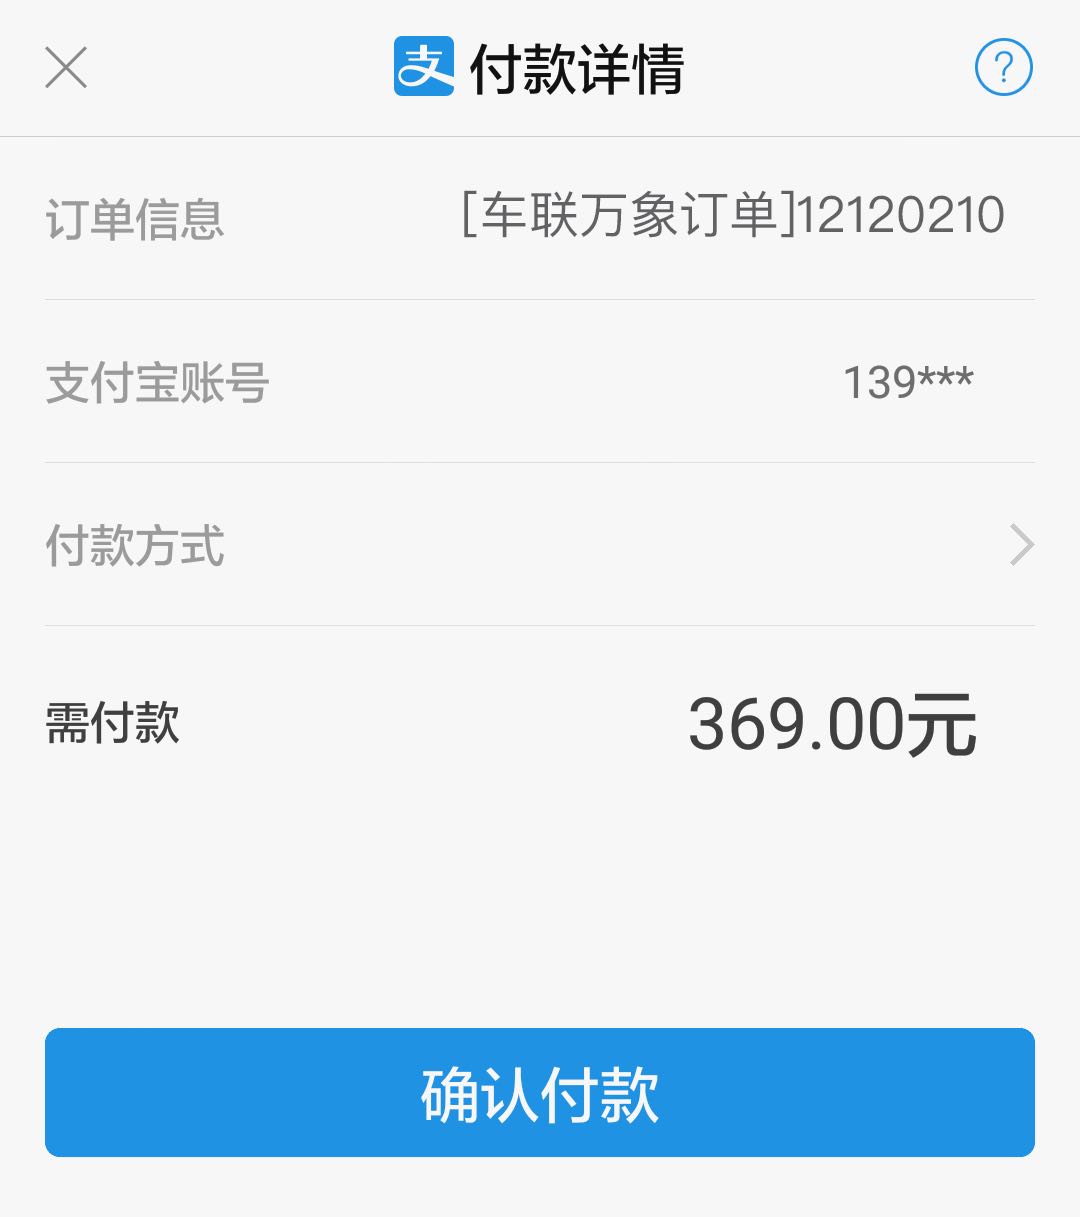 支 付款详情 ?
订单信息 [车联万象订单]12120210
支付宝账号 139***
付款方式
需付款 369.00元
确认付款